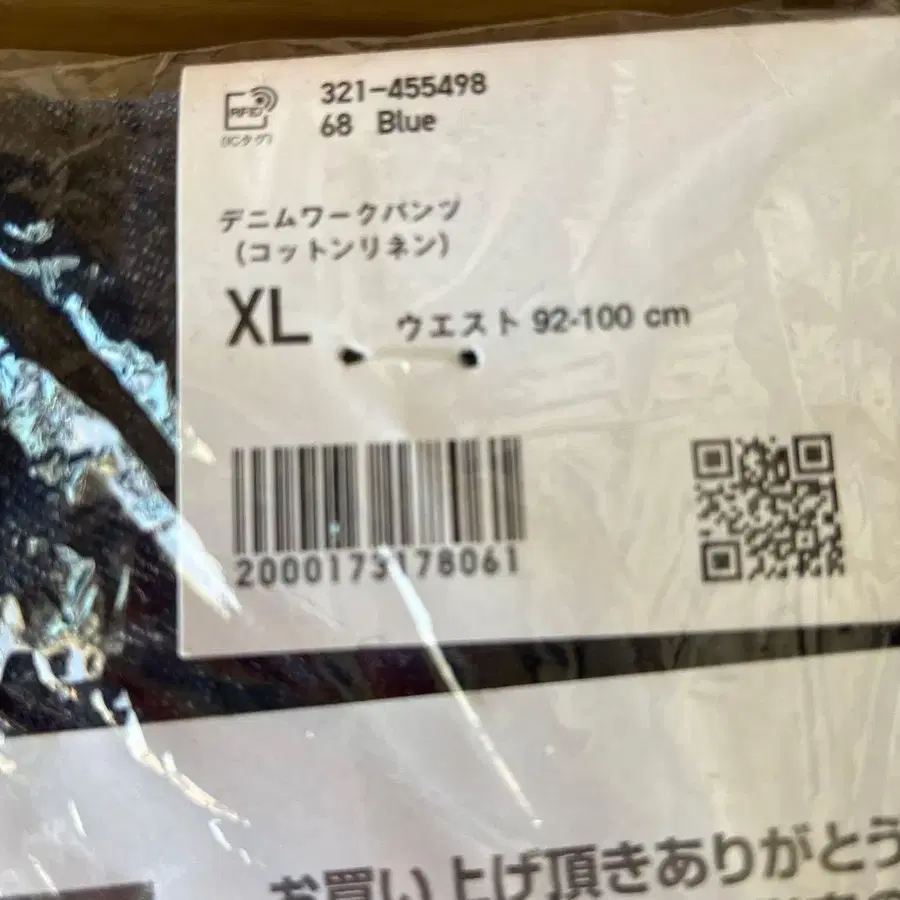 RFID
(ICタグ)
321-455498
68 Blue
デニムワークパンツ
(コットンリネン)
XL
ウエスト 92-100 cm
2000173178061
お買い上げ頂きありがとう